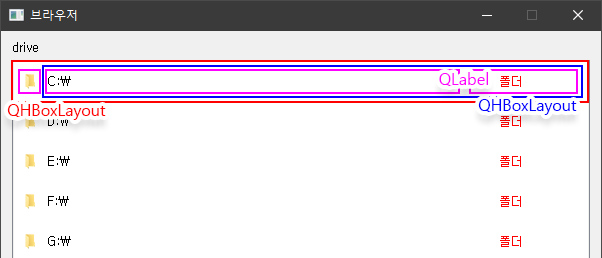 브라우저
drive
C:￦ QLabel 폴더
QHBoxLayout QHBoxLayout
D:￦ 폴더
E:￦ 폴더
F:￦ 폴더
G:￦ 폴더